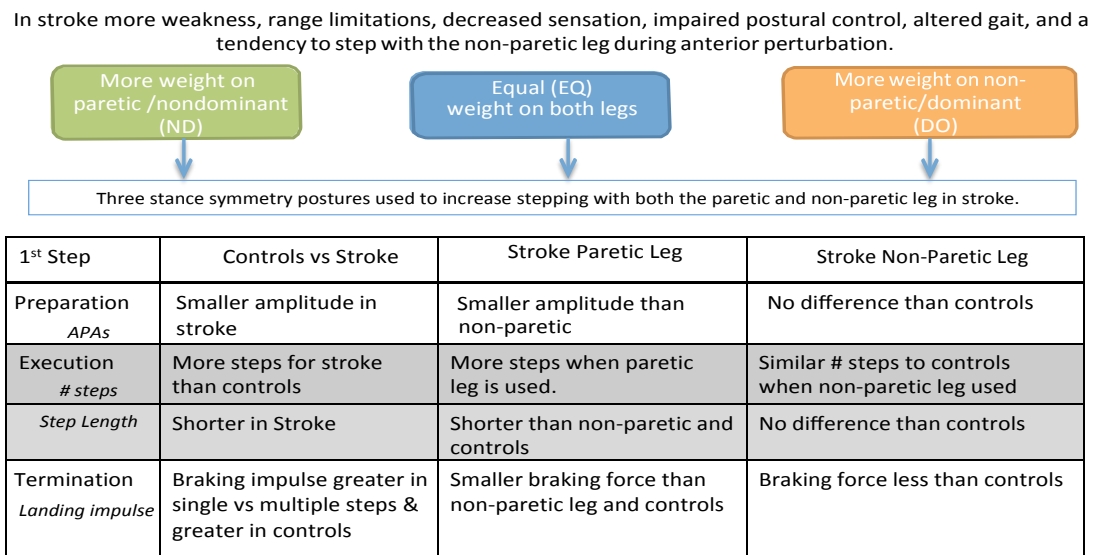 In stroke more weakness, range limitations, decreased sensation, impaired postural control, altered gait, and a
tendency to step with the non-paretic leg during anterior perturbation.
More weight on
paretic /nondominant
(ND)
Equal (EQ)
weight on both legs
More weight on non-
paretic/dominant
(DO)
Three stance symmetry postures used to increase stepping with both the paretic and non-paretic leg in stroke.
1st Step
Controls vs Stroke
Stroke Paretic Leg
Stroke Non-Paretic Leg
Preparation
APAs
Smaller amplitude in
stroke
Smaller amplitude than
non-paretic
No difference than controls
Execution
# steps
More steps for stroke
than controls
More steps when paretic
leg is used.
Similar # steps to controls
when non-paretic leg used
Step Length
Shorter in Stroke
Shorter than non-paretic and
controls
No difference than controls
Termination
Landing impulse
Braking impulse greater in
single vs multiple steps &
greater in controls
Smaller braking force than
non-paretic leg and controls
Braking force less than controls